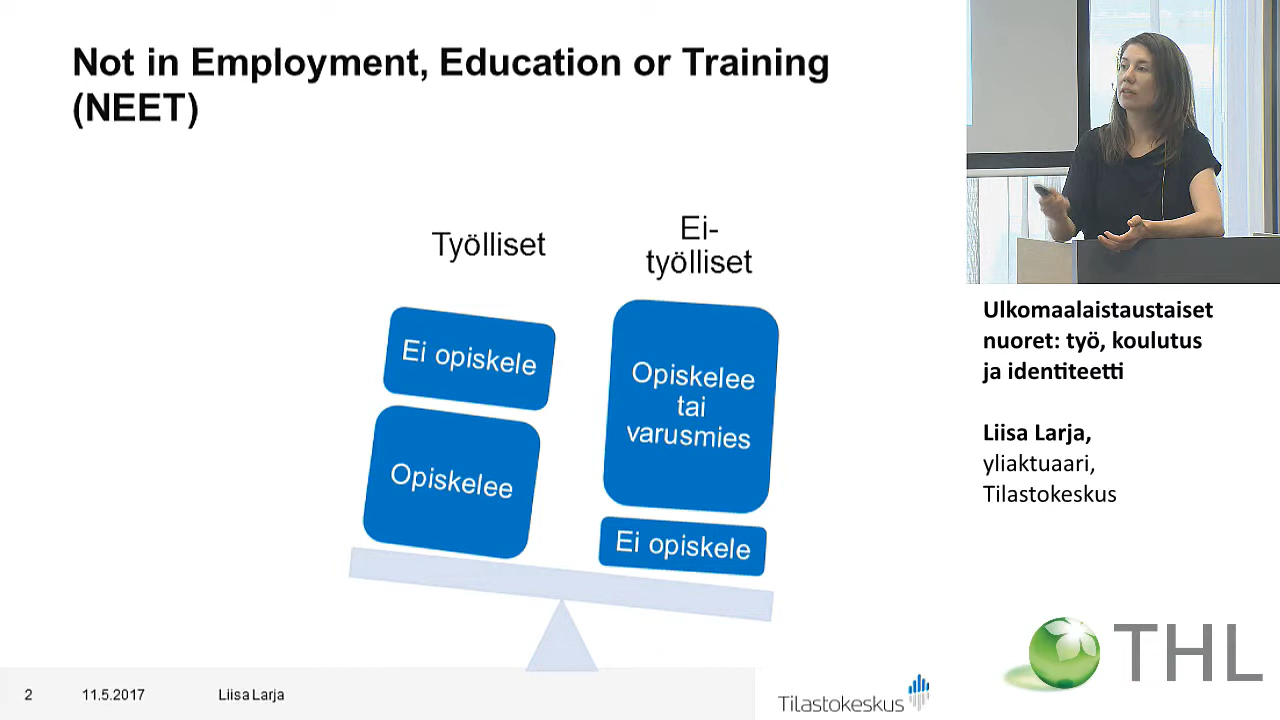 Not in Employment, Education or Training
(NEET)
Työlliset
Ei-
työlliset
Ei opiskele
Opiskelee
Opiskelee
tai
varusmies
Ei opiskele
2
11.5.2017
Liisa Larja
Tilastokeskus
Ulkomaalaistaustaiset
nuoret: työ, koulutus
ja identiteetti
Liisa Larja,
yliaktuaari,
Tilastokeskus
THL